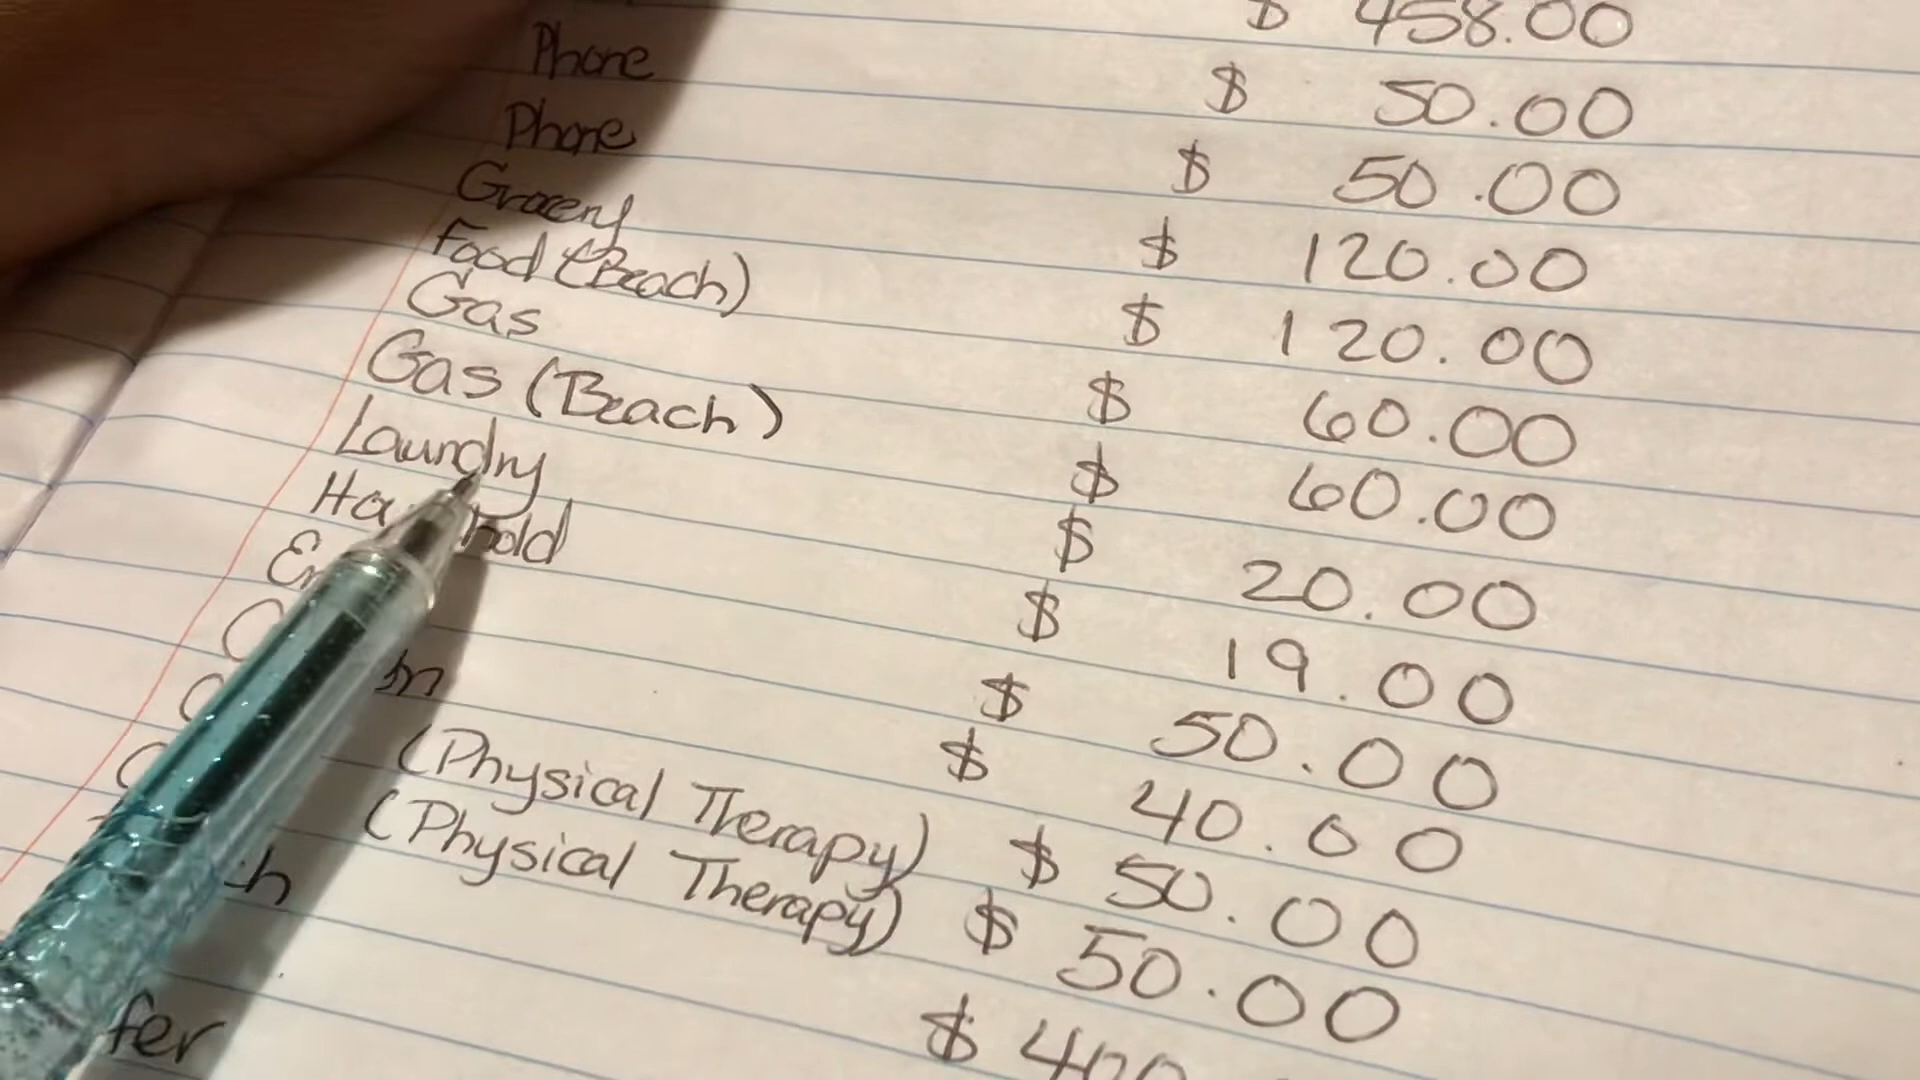 $ 458.00
Phone $ 50.00
Phone $ 50.00
Grocery $ 120.00
Food (Beach) $ 120.00
Gas $ 60.00
Gas (Beach) $ 60.00
Laundry $ 20.00
$ 19.00
$ 50.00
$ 40.00
(Physical Therapy) $ 50.00
(Physical Therapy) $ 50.00
$ 400